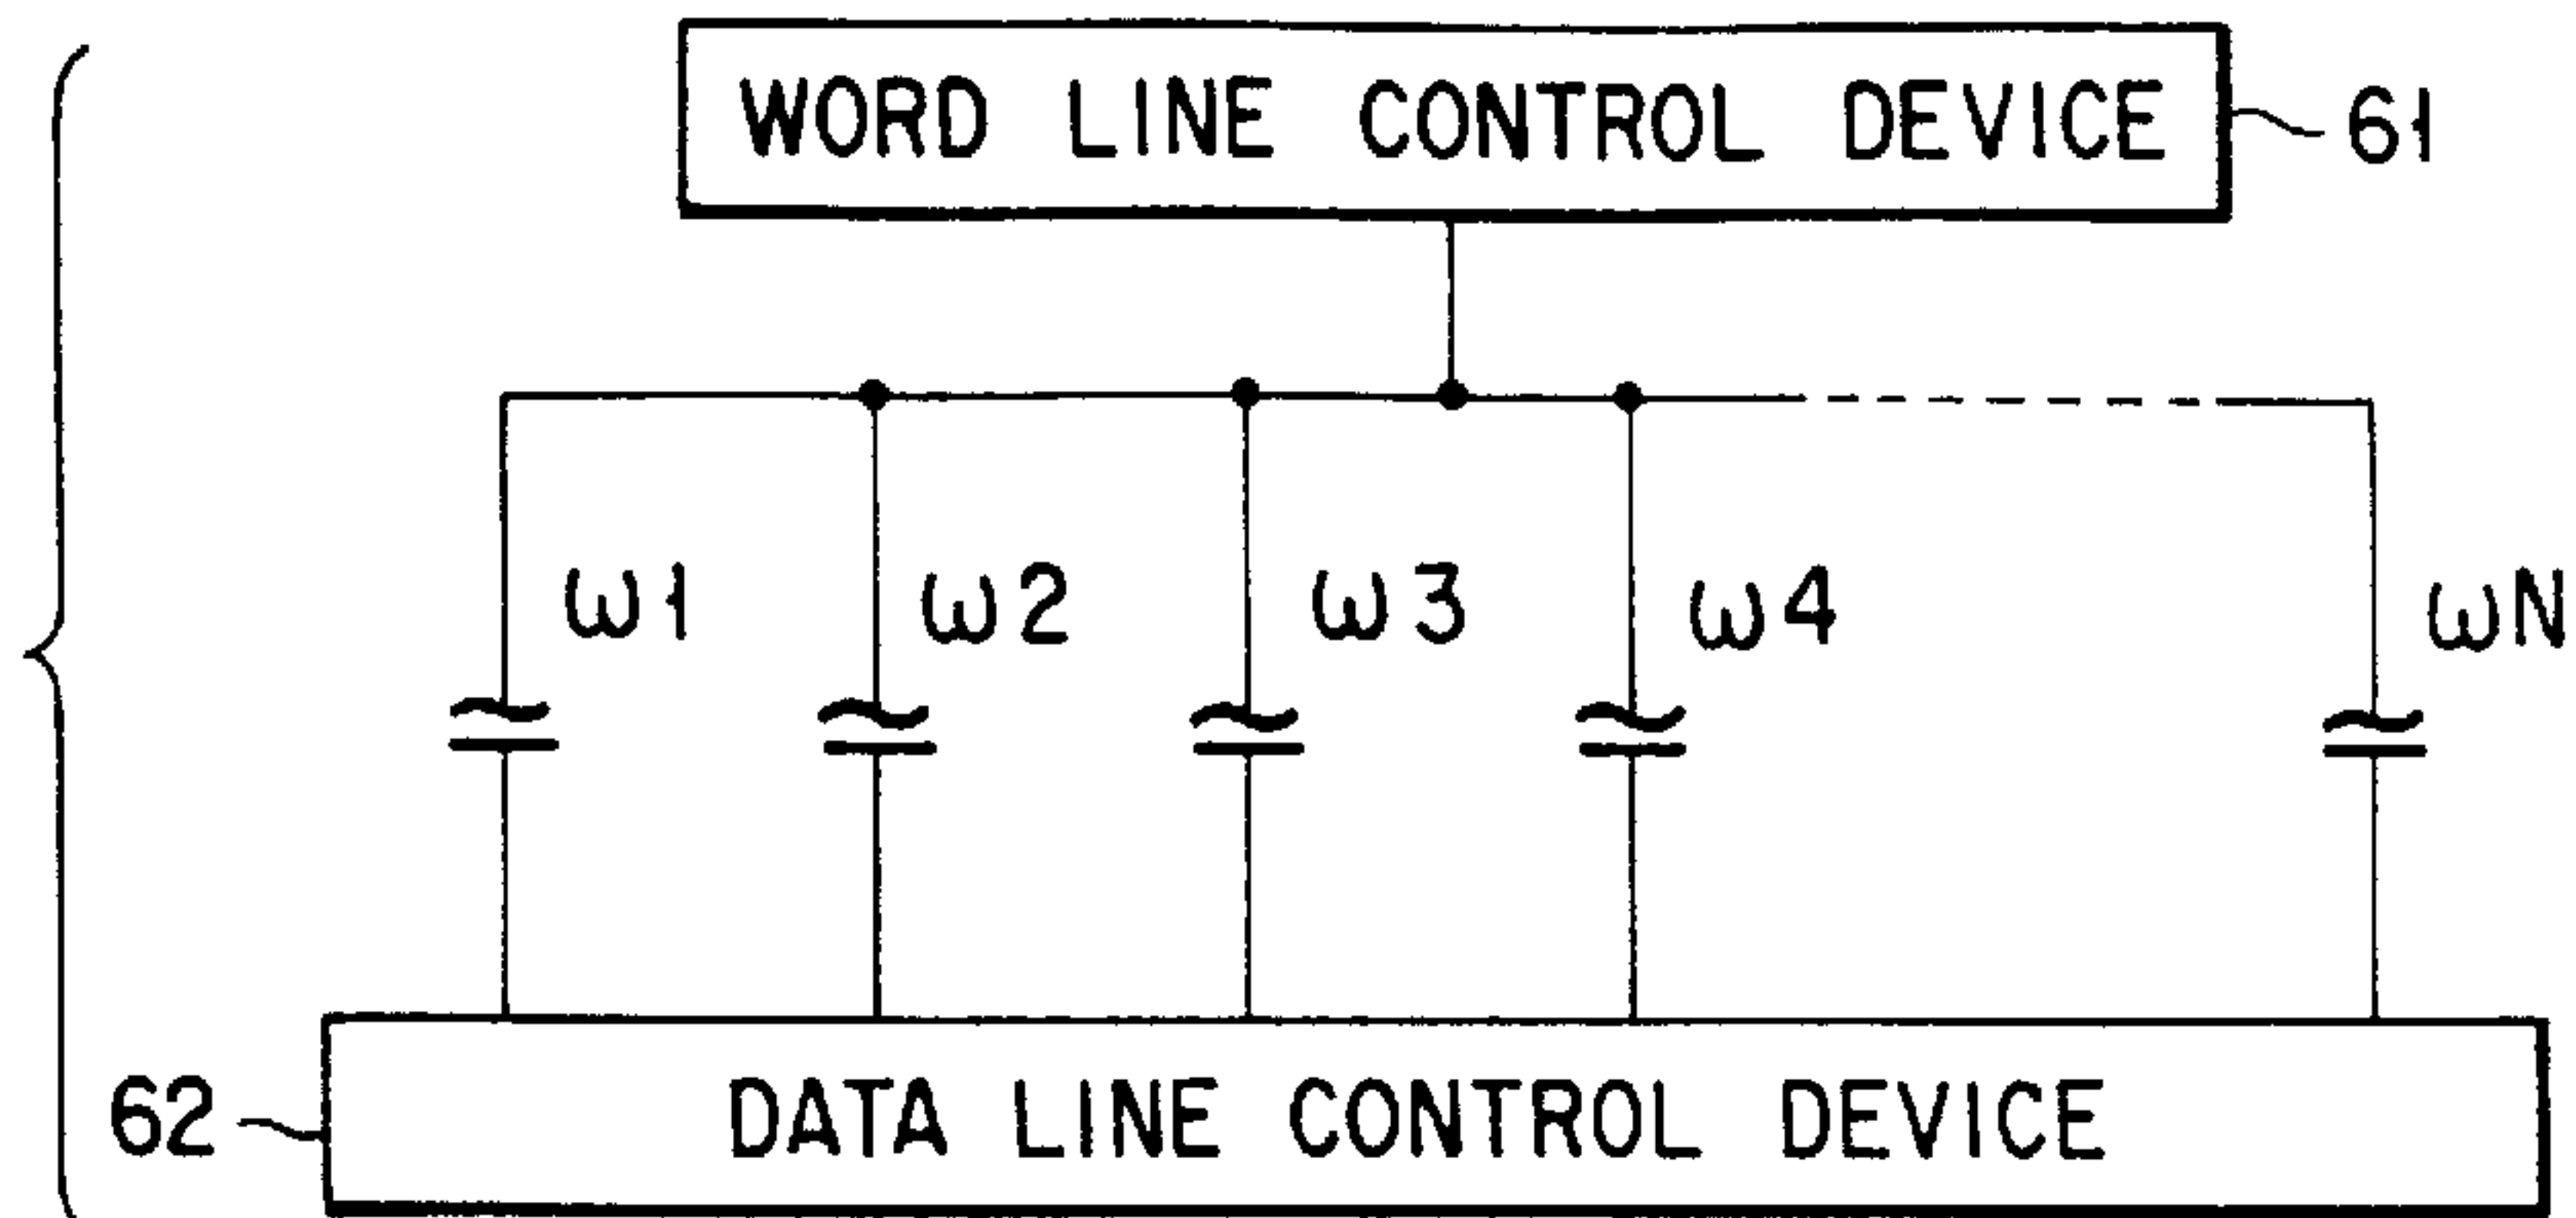 WORD LINE CONTROL DEVICE
61
ω1 ω2 ω3 ω4 ωN
62
DATA LINE CONTROL DEVICE